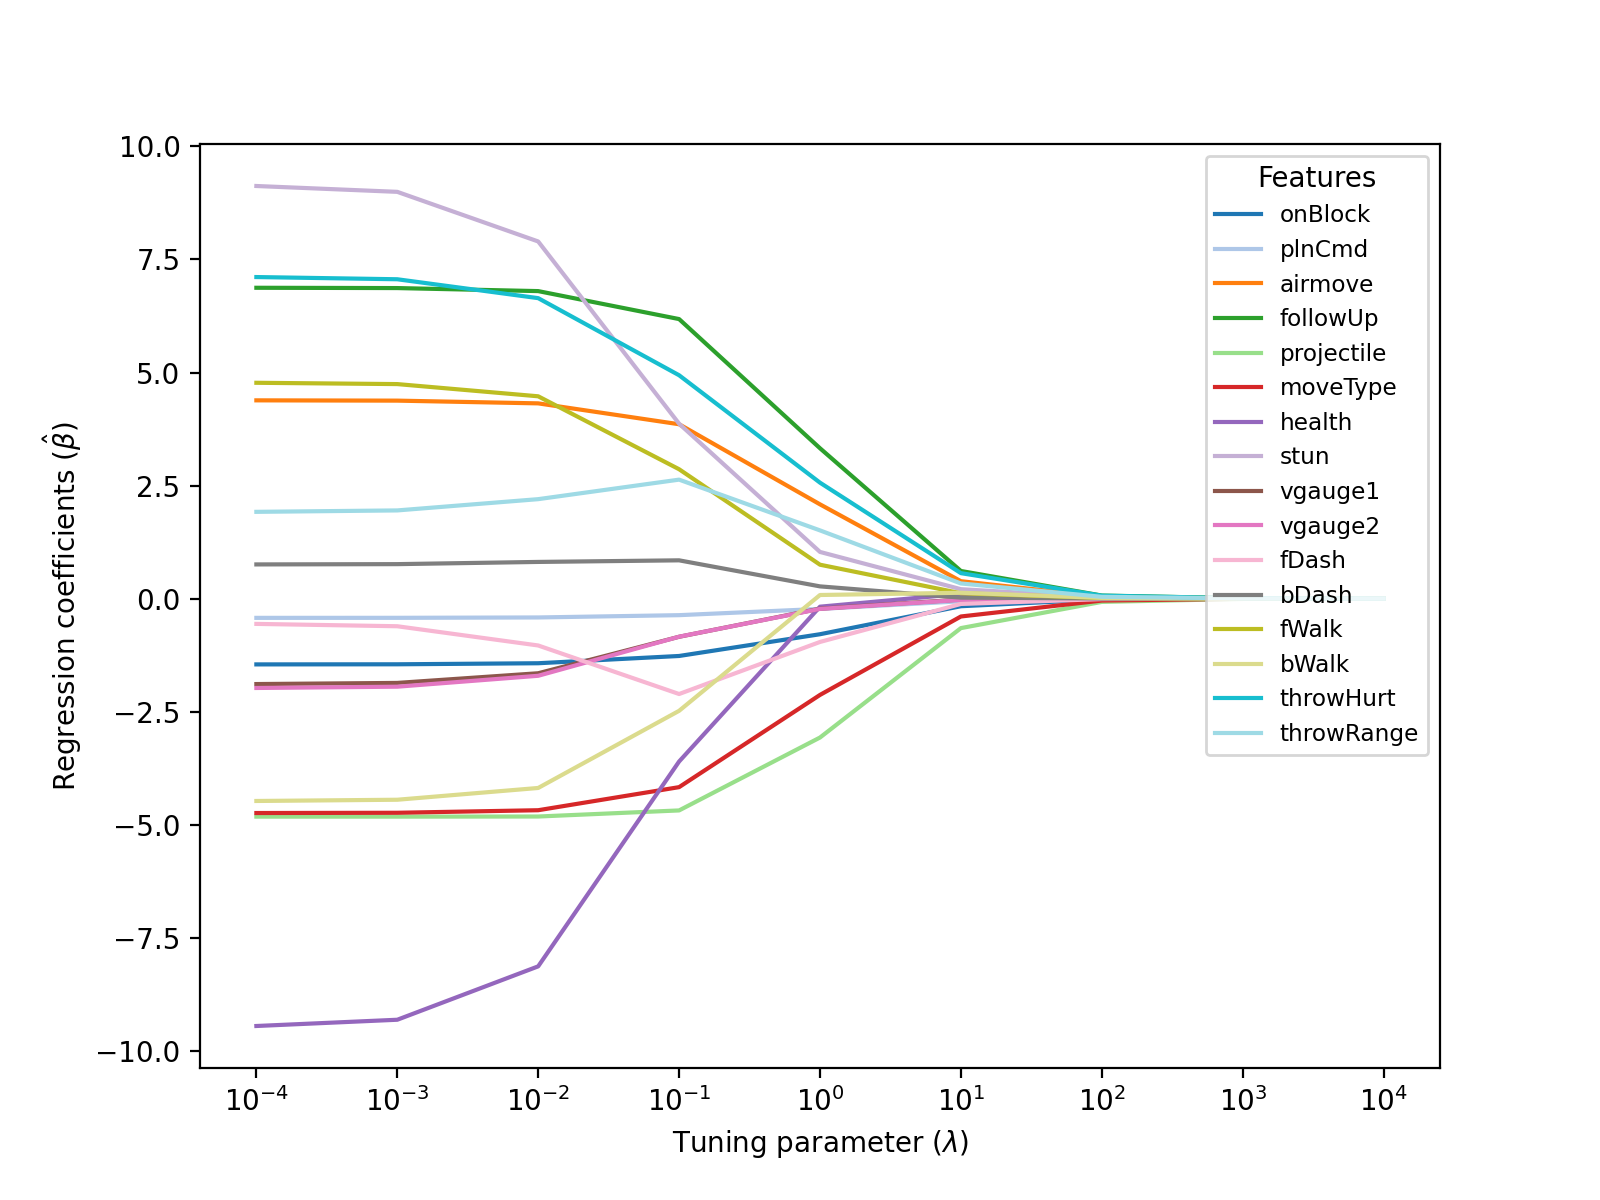 10.0
7.5
5.0
2.5
0.0
−2.5
−5.0
−7.5
−10.0
Regression coefficients (β̂)
Features
onBlock
plnCmd
airmove
followUp
projectile
moveType
health
stun
vgauge1
vgauge2
fDash
bDash
fWalk
bWalk
throwHurt
throwRange
10⁻⁴ 10⁻³ 10⁻² 10⁻¹ 10⁰ 10¹ 10² 10³ 10⁴
Tuning parameter (λ)